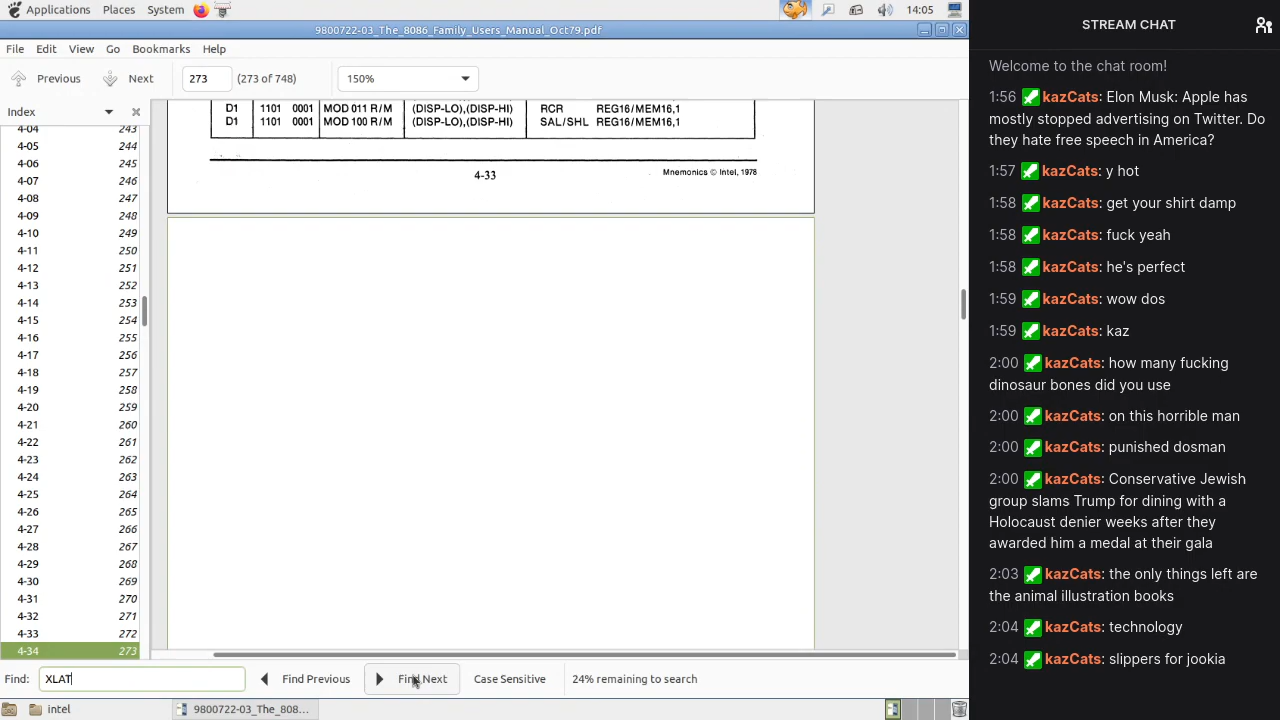 Applications Places System 14:05
9800722-03_The_8086_Family_Users_Manual_Oct79.pdf
File Edit View Go Bookmarks Help
Previous Next 273 (273 of 748) 150%
Index
4-04 243
4-05 244
4-06 245
4-07 246
4-08 247
4-09 248
4-10 249
4-11 250
4-12 251
4-13 252
4-14 253
4-15 254
4-16 255
4-17 256
4-18 257
4-19 258
4-20 259
4-21 260
4-22 261
4-23 262
4-24 263
4-25 264
4-26 265
4-27 266
4-28 267
4-29 268
4-30 269
4-31 270
4-32 271
4-33 272
4-34 273
D1 1101 0001 MOD 011 R/M (DISP-LO),(DISP-HI) RCR REG16/MEM16,1
D1 1101 0001 MOD 100 R/M (DISP-LO),(DISP-HI) SAL/SHL REG16/MEM16,1
4-33
Mnemonics © Intel, 1978
Find: XLAT Find Previous Find Next Case Sensitive 24% remaining to search
intel 9800722-03_The_808...
STREAM CHAT
Welcome to the chat room!
1:56 kazCats: Elon Musk: Apple has
mostly stopped advertising on Twitter. Do
they hate free speech in America?
1:57 kazCats: y hot
1:58 kazCats: get your shirt damp
1:58 kazCats: fuck yeah
1:58 kazCats: he's perfect
1:59 kazCats: wow dos
1:59 kazCats: kaz
2:00 kazCats: how many fucking
dinosaur bones did you use
2:00 kazCats: on this horrible man
2:00 kazCats: punished dosman
2:00 kazCats: Conservative Jewish
group slams Trump for dining with a
Holocaust denier weeks after they
awarded him a medal at their gala
2:03 kazCats: the only things left are
the animal illustration books
2:04 kazCats: technology
2:04 kazCats: slippers for jookia